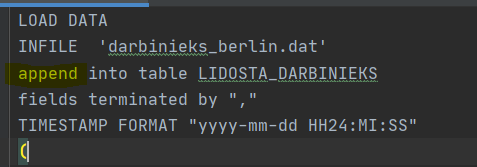 LOAD DATA
INFILE  'darbinieks_berlin.dat'
append into table LIDOSTA_DARBINIEKS
fields terminated by ","
TIMESTAMP FORMAT "yyyy-mm-dd HH24:MI:SS"
(